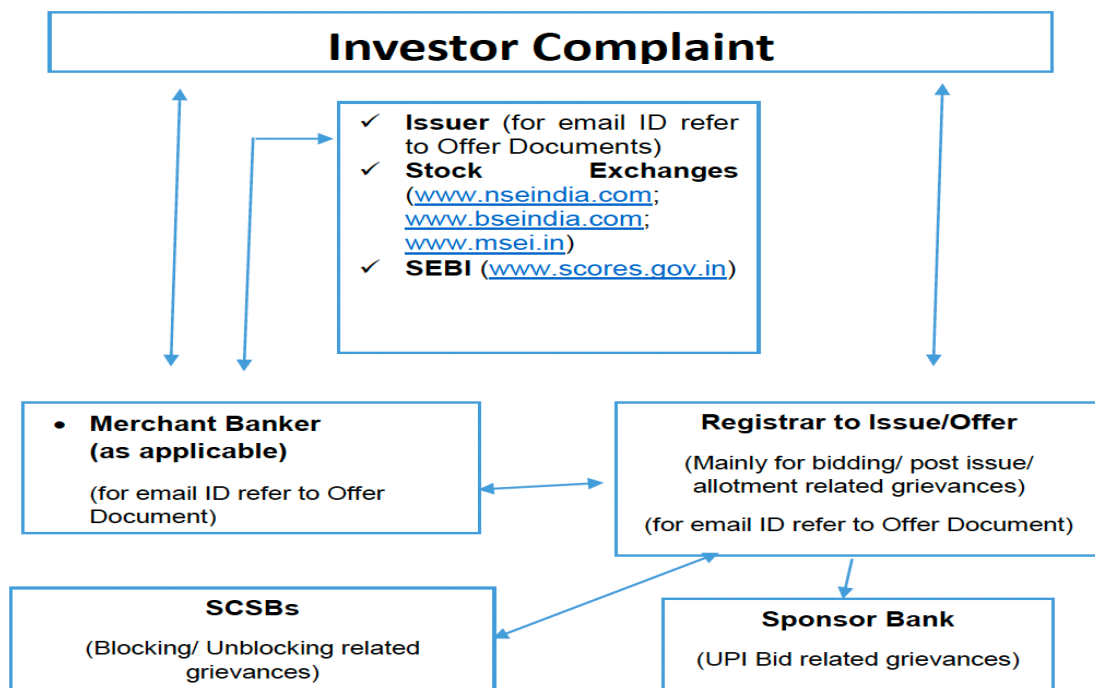 Investor Complaint
✓ Issuer (for email ID refer
to Offer Documents)
✓ Stock Exchanges
(www.nseindia.com;
www.bseindia.com;
www.msei.in)
✓ SEBI (www.scores.gov.in)
• Merchant Banker
(as applicable)
(for email ID refer to Offer
Document)
Registrar to Issue/Offer
(Mainly for bidding/ post issue/
allotment related grievances)
(for email ID refer to Offer Document)
SCSBs
(Blocking/ Unblocking related
grievances)
Sponsor Bank
(UPI Bid related grievances)